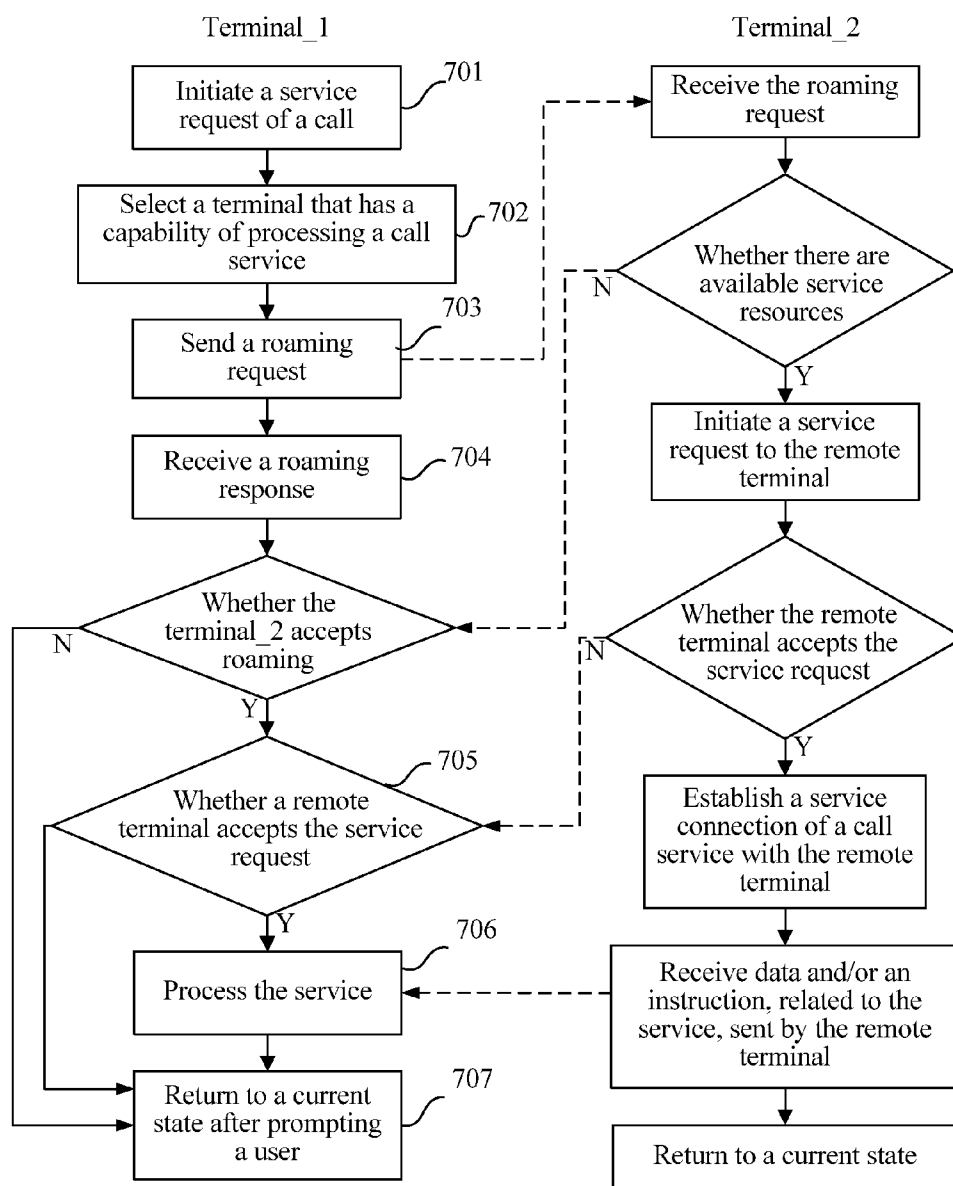 Terminal_1
701
Initiate a service
request of a call
Select a terminal that has a
capability of processing a call
service
702
703
Send a roaming
request
Receive a roaming
response
704
Whether the
terminal_2 accepts
roaming
N
Y
705
Whether a remote
terminal accepts the service
request
Y
706
Process the service
Return to a current
state after prompting
a user
707
Terminal_2
Receive the roaming
request
Whether there are
available service
resources
N
Y
Initiate a service
request to the remote
terminal
Whether the remote
terminal accepts the
service request
N
Y
Establish a service
connection of a call
service with the remote
terminal
Receive data and/or an
instruction, related to the
service, sent by the remote
terminal
Return to a current state